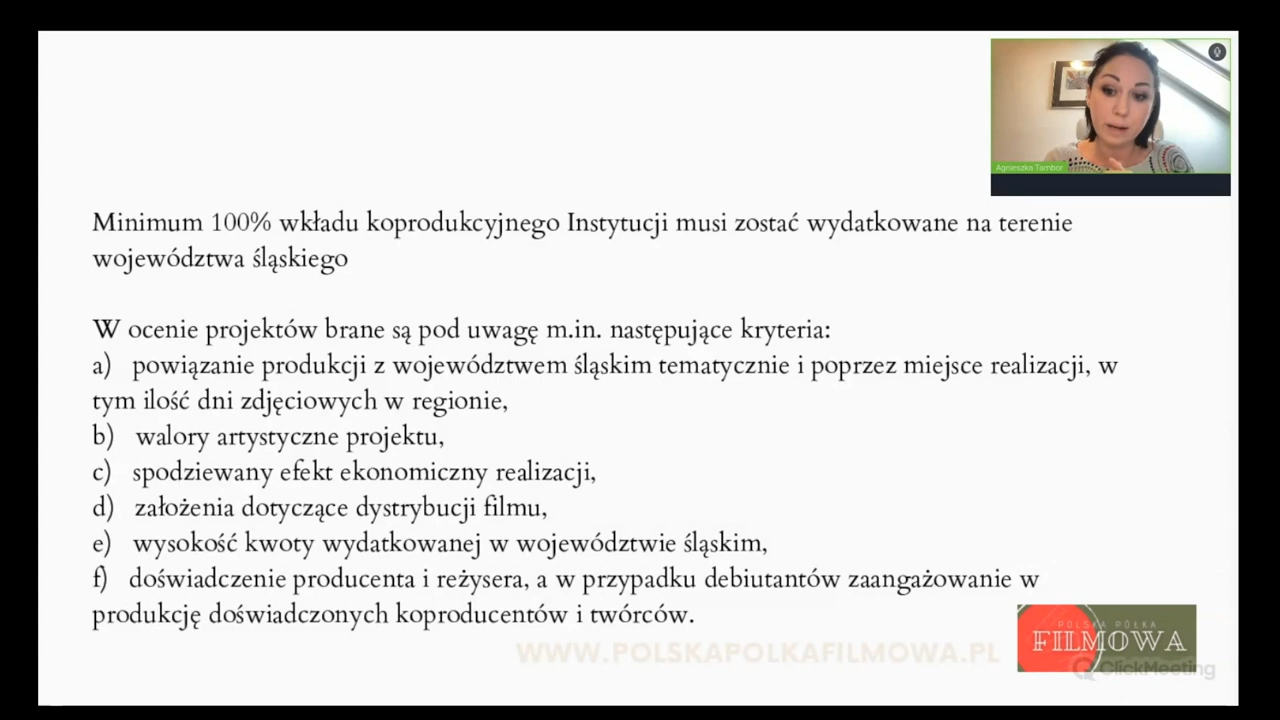 Agnieszka Tambor
Minimum 100% wkładu koprodukcyjnego Instytucji musi zostać wydatkowane na terenie
województwa śląskiego
W ocenie projektów brane są pod uwagę m.in. następujące kryteria:
a) powiązanie produkcji z województwem śląskim tematycznie i poprzez miejsce realizacji, w
tym ilość dni zdjęciowych w regionie,
b) walory artystyczne projektu,
c) spodziewany efekt ekonomiczny realizacji,
d) założenia dotyczące dystrybucji filmu,
e) wysokość kwoty wydatkowanej w województwie śląskim,
f) doświadczenie producenta i reżysera, a w przypadku debiutantów zaangażowanie w
produkcję doświadczonych koproducentów i twórców.
POLSKA PÓŁKA
FILMOWA
WWW.POLSKAPOLKAFILMOWA.PL
ClickMeeting